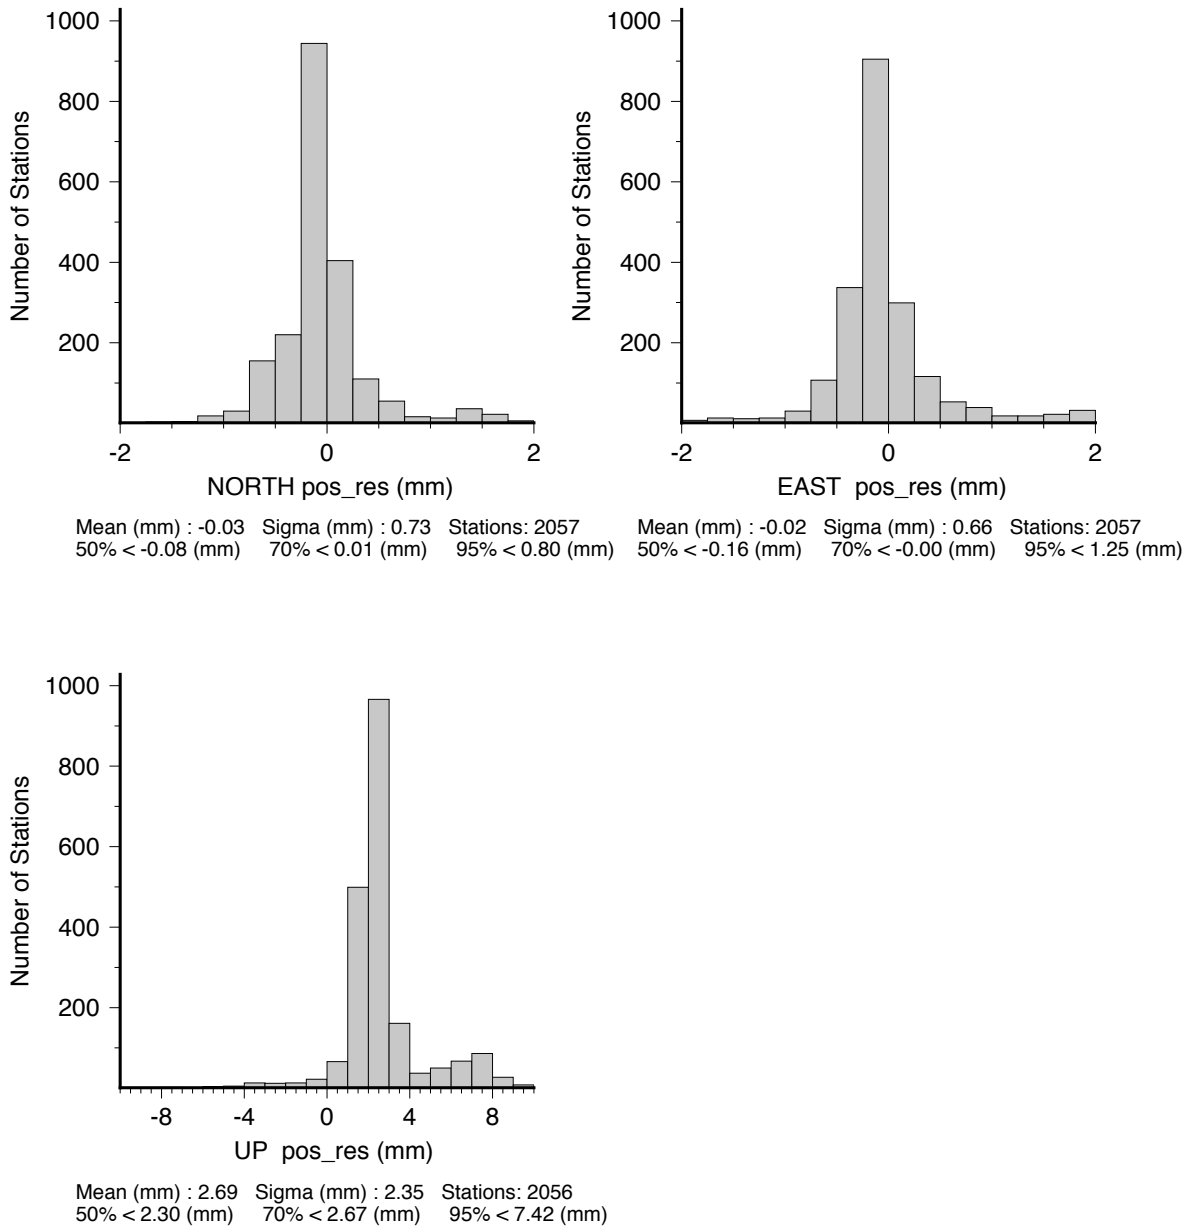 1000
800
600
400
200
Number of Stations
-2 0 2
NORTH pos_res (mm)
Mean (mm) : -0.03 Sigma (mm) : 0.73 Stations: 2057
50% < -0.08 (mm) 70% < 0.01 (mm) 95% < 0.80 (mm)
1000
800
600
400
200
Number of Stations
-2 0 2
EAST pos_res (mm)
Mean (mm) : -0.02 Sigma (mm) : 0.66 Stations: 2057
50% < -0.16 (mm) 70% < -0.00 (mm) 95% < 1.25 (mm)
1000
800
600
400
200
Number of Stations
-8 -4 0 4 8
UP pos_res (mm)
Mean (mm) : 2.69 Sigma (mm) : 2.35 Stations: 2056
50% < 2.30 (mm) 70% < 2.67 (mm) 95% < 7.42 (mm)